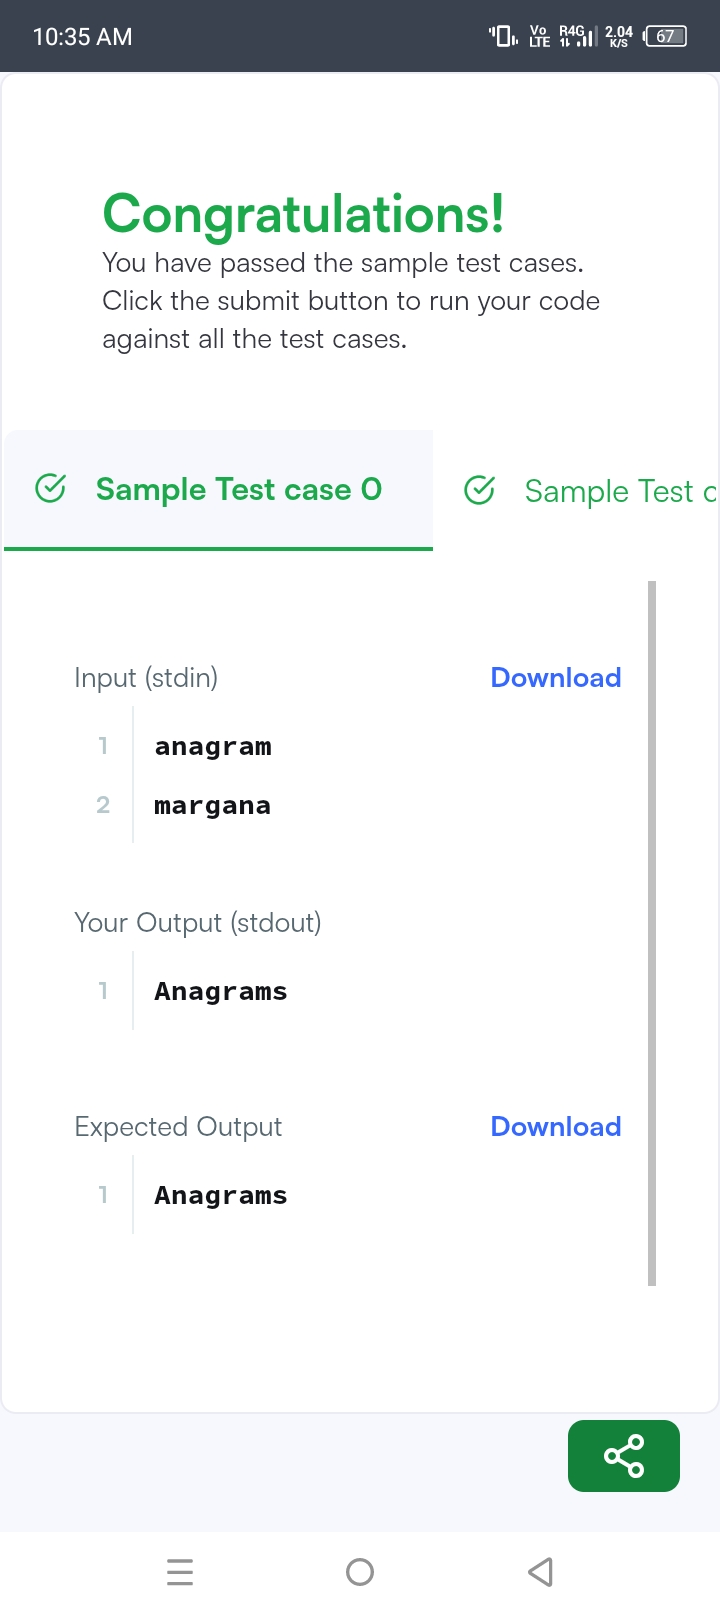 10:35 AM
Vo LTE R4G 2.04 K/S 67
Congratulations!
You have passed the sample test cases.
Click the submit button to run your code
against all the test cases.
Sample Test case 0
Sample Test c
Input (stdin)
Download
1 anagram
2 margana
Your Output (stdout)
1 Anagrams
Expected Output
Download
1 Anagrams